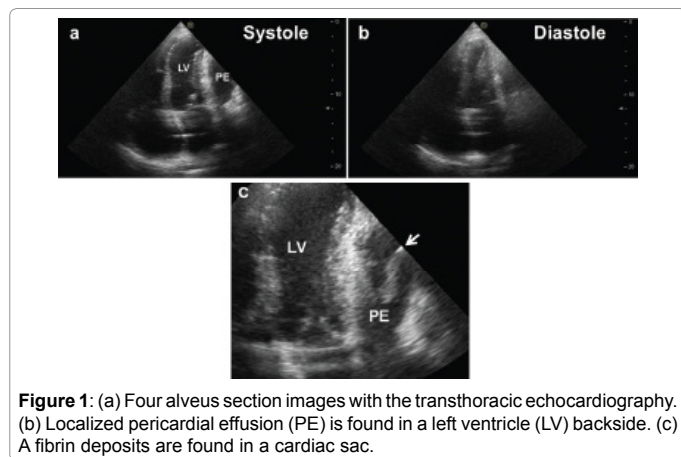 a Systole
LV
PE
b Diastole
c
LV
PE
Figure 1: (a) Four alveus section images with the transthoracic echocardiography.
(b) Localized pericardial effusion (PE) is found in a left ventricle (LV) backside. (c)
A fibrin deposits are found in a cardiac sac.